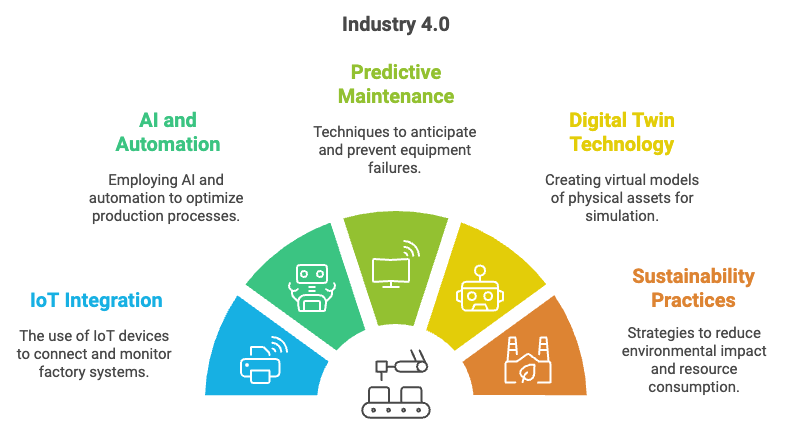 Industry 4.0
IoT Integration
The use of IoT devices
to connect and monitor
factory systems.
AI and
Automation
Employing AI and
automation to optimize
production processes.
Predictive
Maintenance
Techniques to anticipate
and prevent equipment
failures.
Digital Twin
Technology
Creating virtual models
of physical assets for
simulation.
Sustainability
Practices
Strategies to reduce
environmental impact
and resource
consumption.